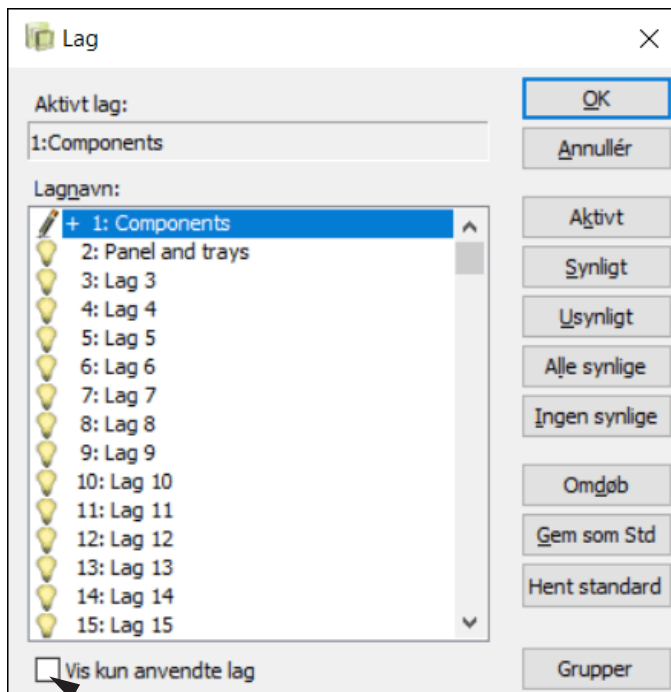 Lag
Aktivt lag:
1:Components
Lagnavn:
+ 1: Components
2: Panel and trays
3: Lag 3
4: Lag 4
5: Lag 5
6: Lag 6
7: Lag 7
8: Lag 8
9: Lag 9
10: Lag 10
11: Lag 11
12: Lag 12
13: Lag 13
14: Lag 14
15: Lag 15
Vis kun anvendte lag
OK
Annullér
Aktivt
Synligt
Usynligt
Alle synlige
Ingen synlige
Omdøb
Gem som Std
Hent standard
Grupper